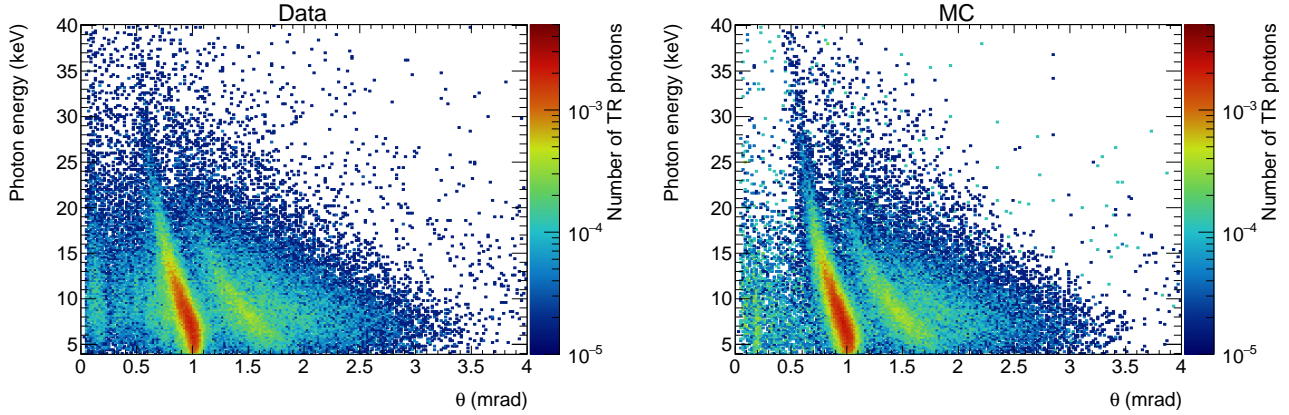 Data
Photon energy (keV)
40
35
30
25
20
15
10
5
0 0.5 1 1.5 2 2.5 3 3.5 4
θ (mrad)
10⁻³
10⁻⁴
10⁻⁵
Number of TR photons
MC
Photon energy (keV)
40
35
30
25
20
15
10
5
0 0.5 1 1.5 2 2.5 3 3.5 4
θ (mrad)
10⁻³
10⁻⁴
10⁻⁵
Number of TR photons